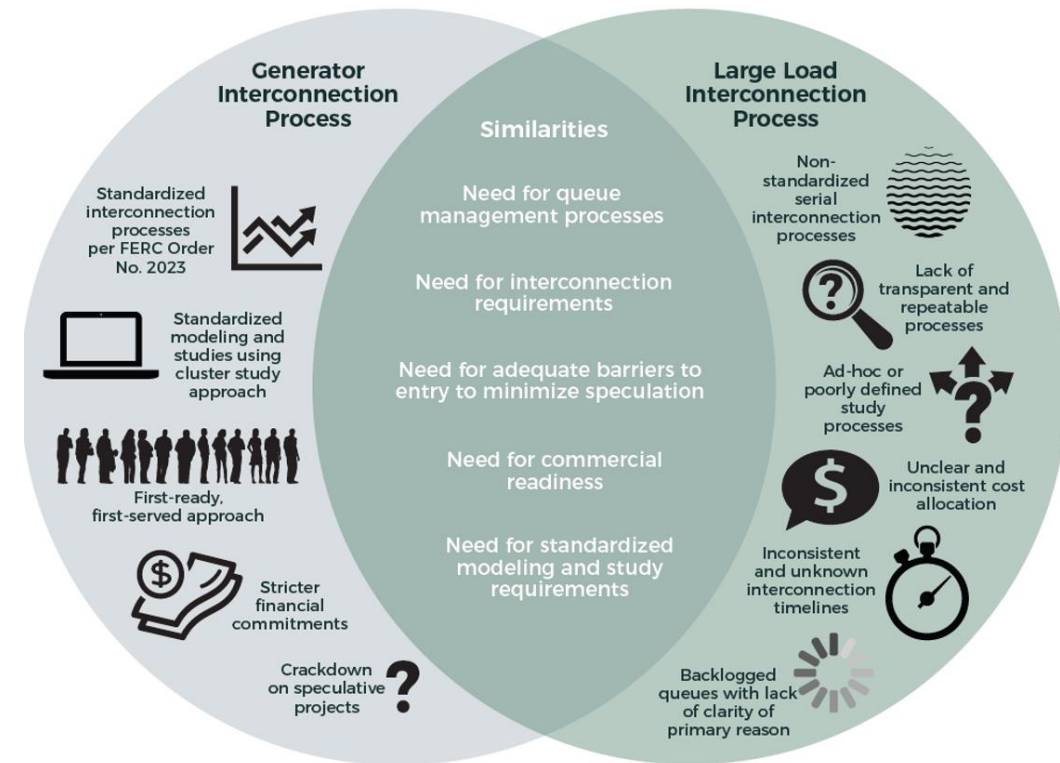 Generator
Interconnection
Process
Standardized
interconnection
processes
per FERC Order
No. 2023
Standardized
modeling and
studies using
cluster study
approach
First-ready,
first-served approach
$
Stricter
financial
commitments
Crackdown
on speculative
projects
?
Similarities
Need for queue
management processes
Need for interconnection
requirements
Need for adequate barriers to
entry to minimize speculation
Need for commercial
readiness
Need for standardized
modeling and study
requirements
Large Load
Interconnection
Process
Non-
standardized
serial
interconnection
processes
?
Lack of
transparent and
repeatable
processes
Ad-hoc or
poorly defined
study
processes
?
$
Unclear and
inconsistent cost
allocation
Inconsistent
and unknown
interconnection
timelines
Backlogged
queues with lack
of clarity of
primary reason